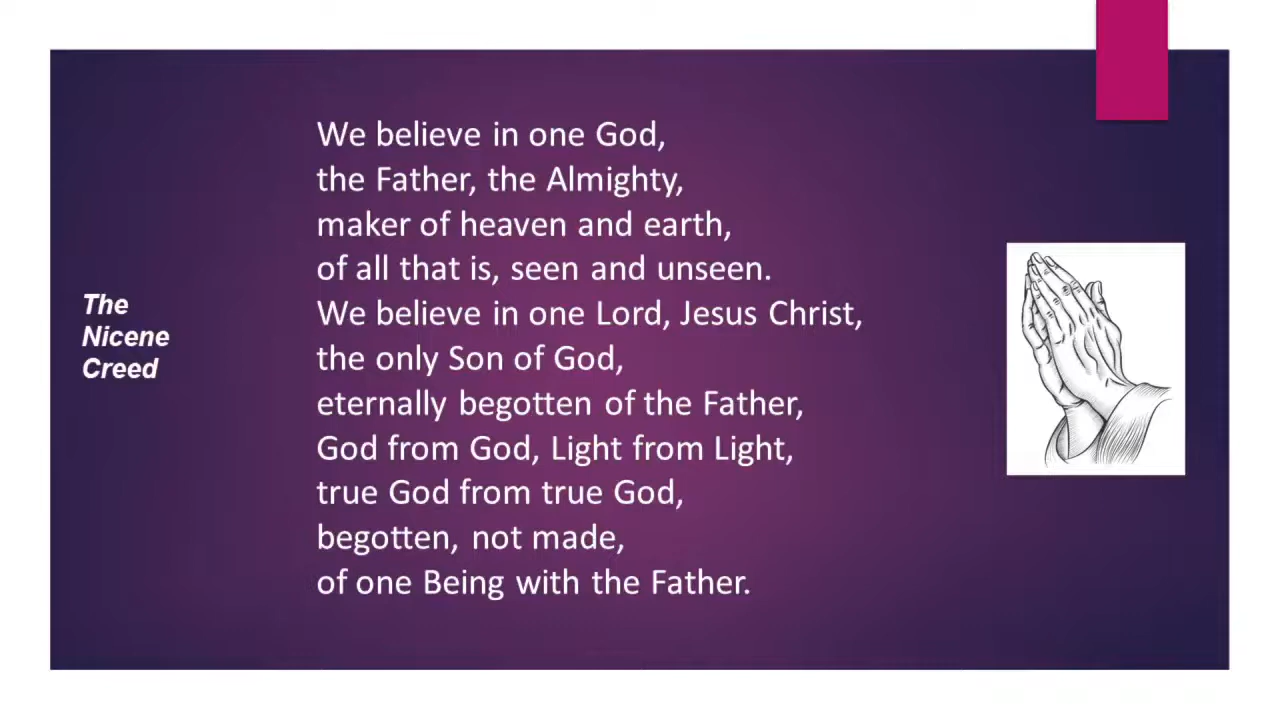 The
Nicene
Creed
We believe in one God,
the Father, the Almighty,
maker of heaven and earth,
of all that is, seen and unseen.
We believe in one Lord, Jesus Christ,
the only Son of God,
eternally begotten of the Father,
God from God, Light from Light,
true God from true God,
begotten, not made,
of one Being with the Father.